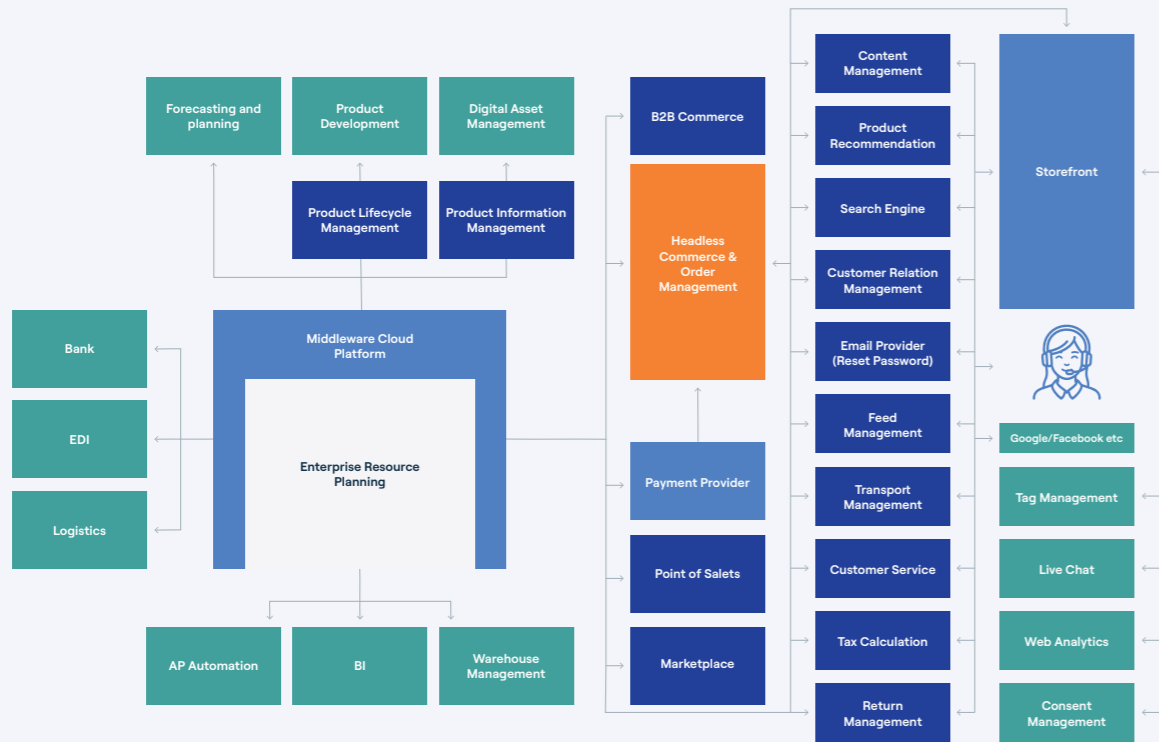 Forecasting and
planning
Product
Development
Digital Asset
Management
Product Lifecycle
Management
Product Information
Management
Middleware Cloud
Platform
Enterprise Resource
Planning
Bank
EDI
Logistics
AP Automation
BI
Warehouse
Management
B2B Commerce
Headless
Commerce &
Order
Management
Payment Provider
Point of Salets
Marketplace
Content
Management
Product
Recommendation
Search Engine
Customer Relation
Management
Email Provider
(Reset Password)
Feed
Management
Transport
Management
Customer Service
Tax Calculation
Return
Management
Storefront
Google/Facebook etc
Tag Management
Live Chat
Web Analytics
Consent
Management